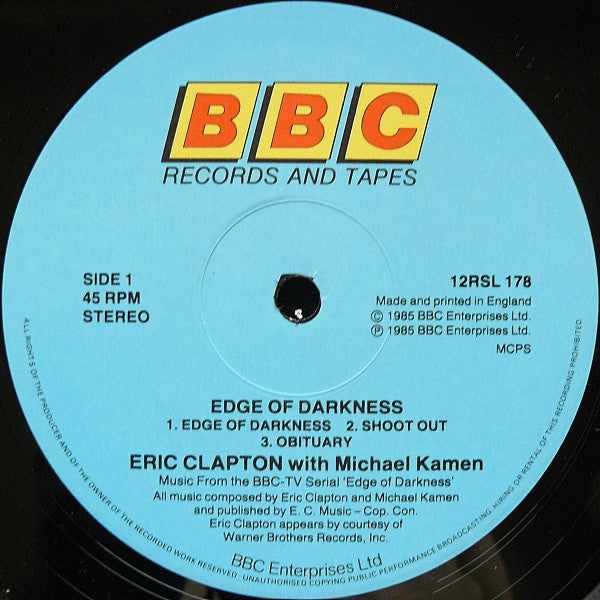 BBC
RECORDS AND TAPES
SIDE 1
45 RPM
STEREO
12RSL 178
Made and printed in England
© 1985 BBC Enterprises Ltd.
℗ 1985 BBC Enterprises Ltd.
MCPS
EDGE OF DARKNESS
1. EDGE OF DARKNESS 2. SHOOT OUT
3. OBITUARY
ERIC CLAPTON with Michael Kamen
Music From the BBC-TV Serial 'Edge of Darkness'
All music composed by Eric Clapton and Michael Kamen
and published by E. C. Music – Cop. Con.
Eric Clapton appears by courtesy of
Warner Brothers Records, Inc.
BBC Enterprises Ltd
ALL RIGHTS OF THE PRODUCER AND OF THE OWNER OF THE RECORDED WORK RESERVED UNAUTHORISED COPYING PUBLIC PERFORMANCE BROADCASTING HIRING OR RENTAL OF THIS RECORDING PROHIBITED